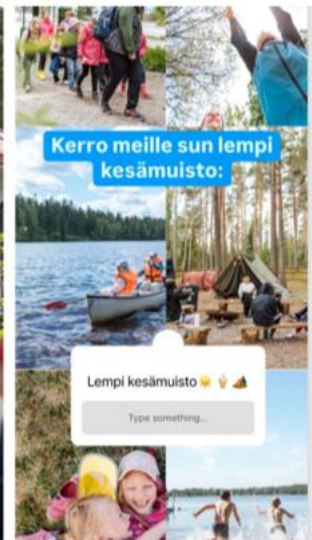 Kerro meille sun lempi
kesämuisto:
Lempi kesämuisto☀️🍦🏕️
Type something...